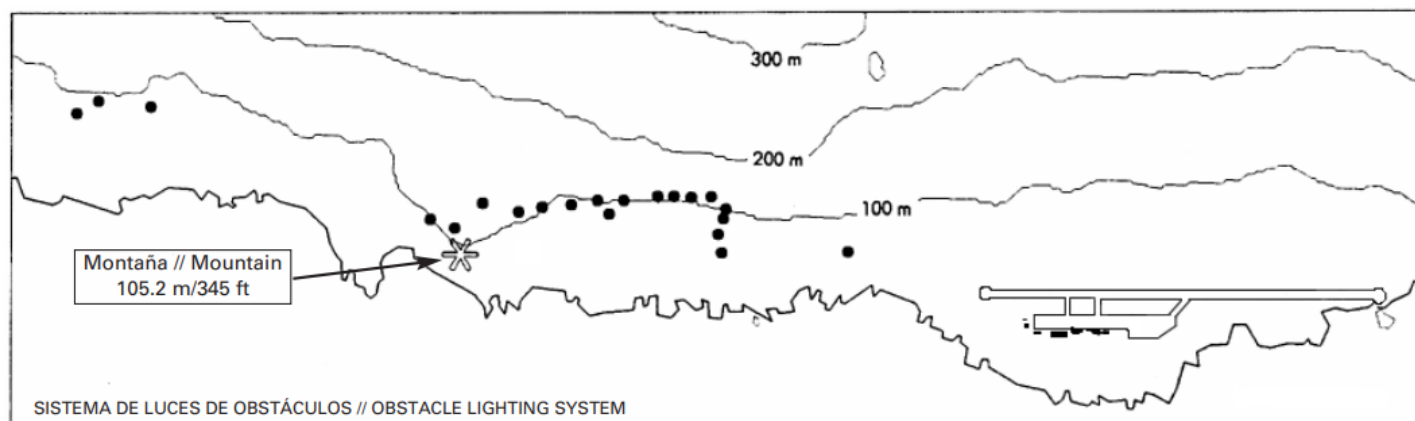 300 m
200 m
100 m
Montaña // Mountain
105.2 m/345 ft
SISTEMA DE LUCES DE OBSTÁCULOS // OBSTACLE LIGHTING SYSTEM